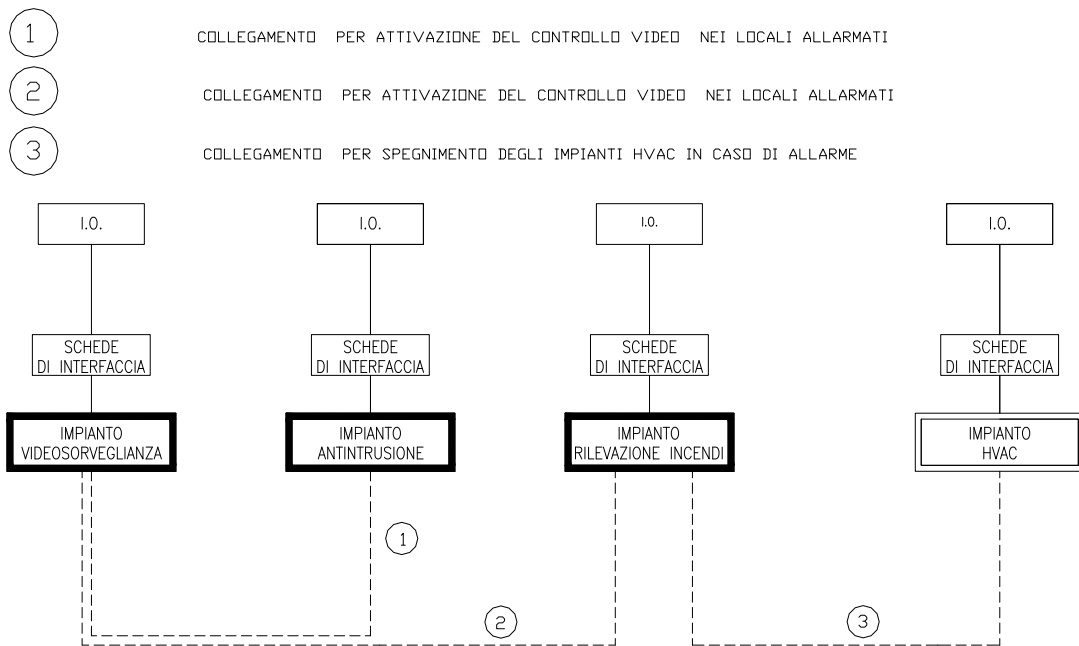 1 COLLEGAMENTO PER ATTIVAZIONE DEL CONTROLLO VIDEO NEI LOCALI ALLARMATI
2 COLLEGAMENTO PER ATTIVAZIONE DEL CONTROLLO VIDEO NEI LOCALI ALLARMATI
3 COLLEGAMENTO PER SPEGNIMENTO DEGLI IMPIANTI HVAC IN CASO DI ALLARME
I.O.
I.O.
I.O.
I.O.
SCHEDE
DI INTERFACCIA
SCHEDE
DI INTERFACCIA
SCHEDE
DI INTERFACCIA
SCHEDE
DI INTERFACCIA
IMPIANTO
VIDEOSORVEGLIANZA
IMPIANTO
ANTINTRUSIONE
IMPIANTO
RILEVAZIONE INCENDI
IMPIANTO
HVAC
1
2
3